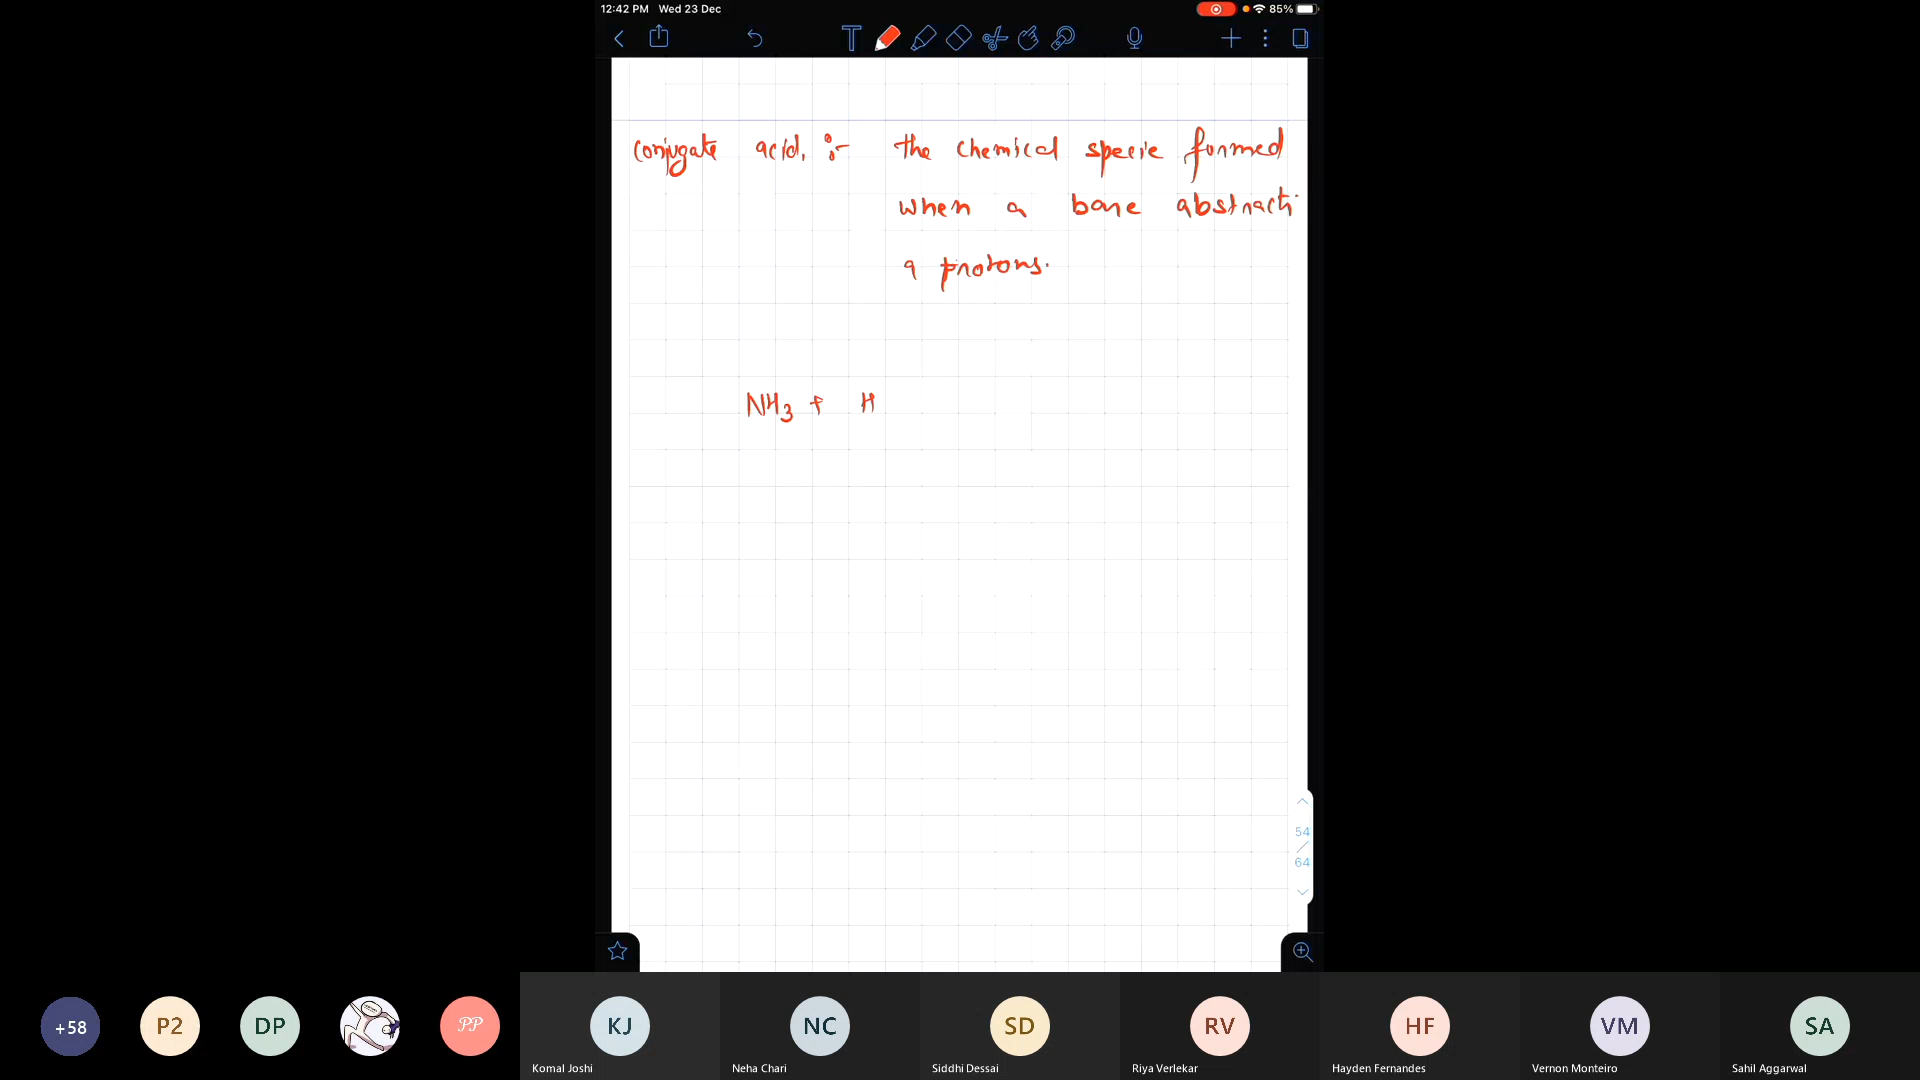 12:42 PM Wed 23 Dec
85%
conjugate acid. :- the chemical specie formed
when a base abstracti
a protons.
NH3 + H
54
64
+58
P2
DP
PP
KJ
NC
SD
RV
HF
VM
SA
Komal Joshi
Neha Chari
Siddhi Dessai
Riya Verlekar
Hayden Fernandes
Vernon Monteiro
Sahil Aggarwal